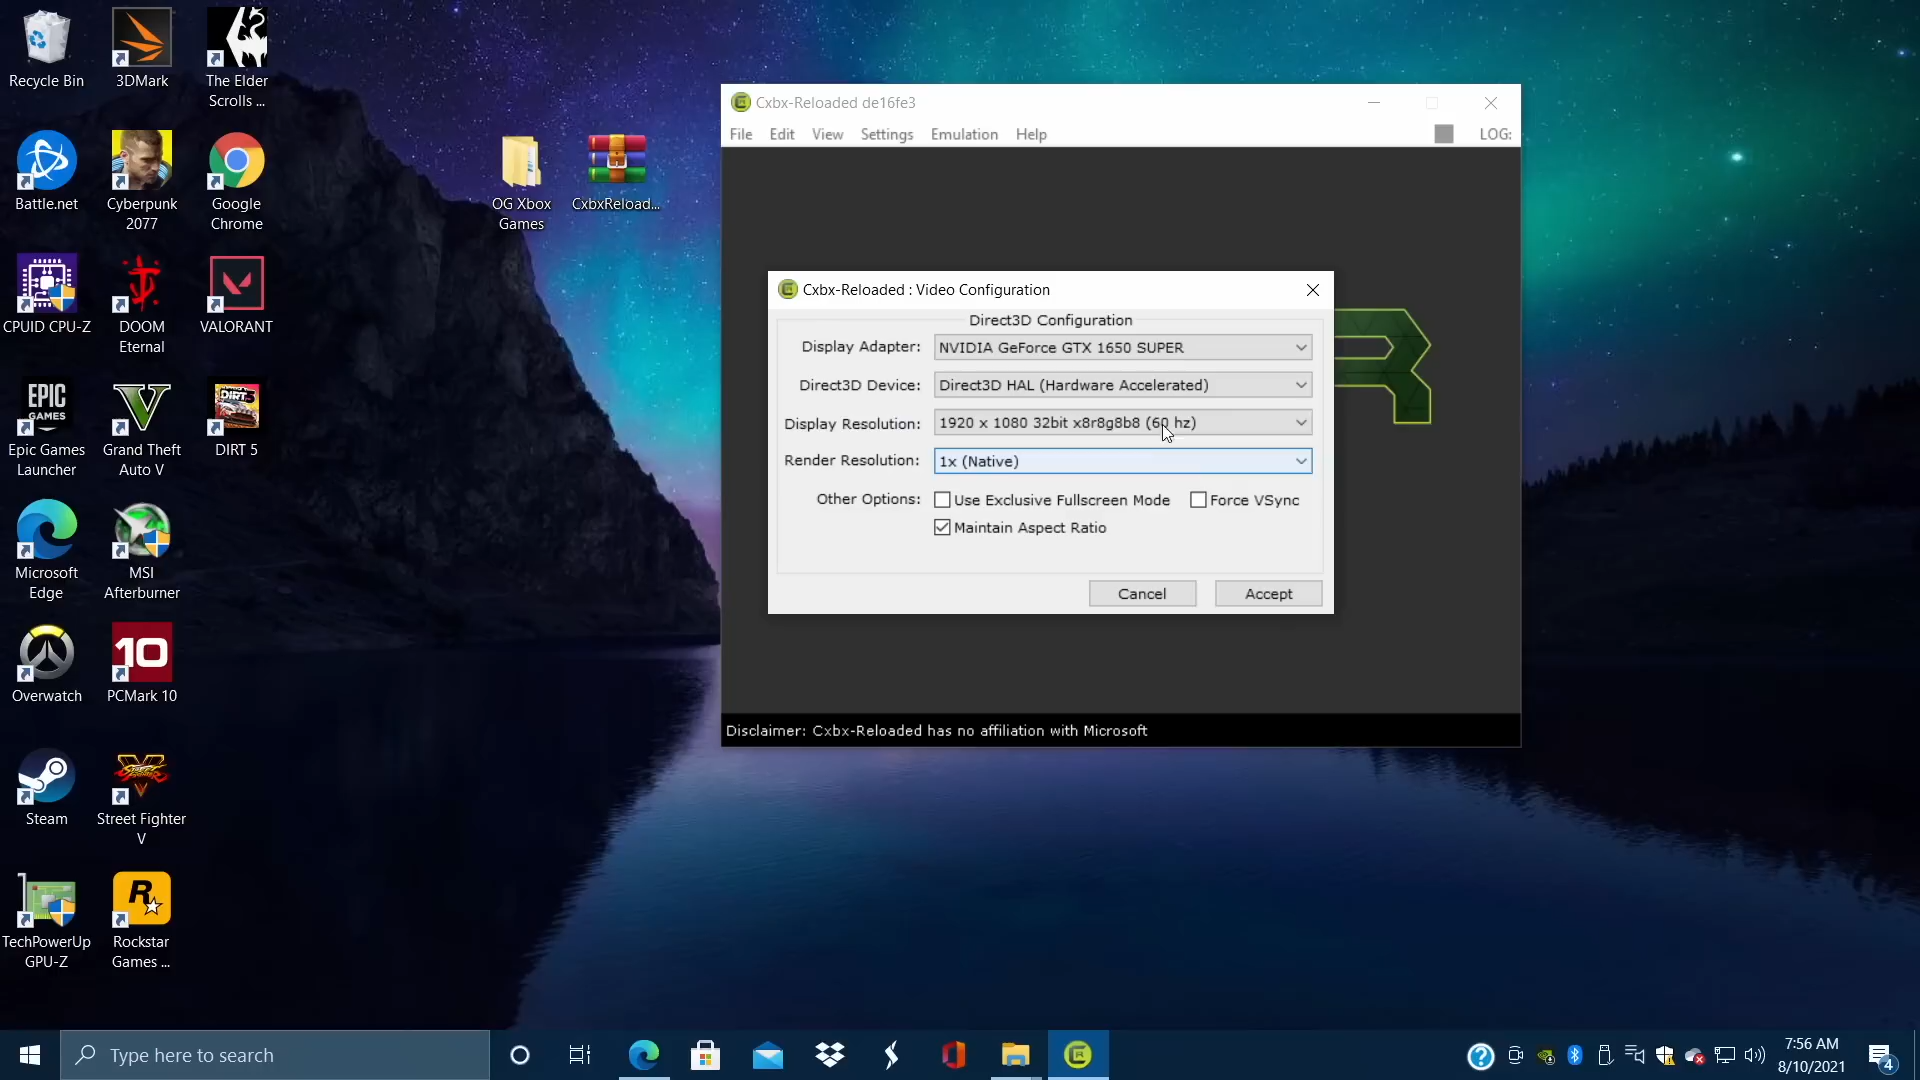 Recycle Bin
3DMark
The Elder
Scrolls ...
Battle.net
Cyberpunk
2077
Google
Chrome
CPUID CPU-Z
DOOM
Eternal
VALORANT
EPIC
GAMES
Epic Games
Launcher
Grand Theft
Auto V
DIRT 5
DIRT 5
Microsoft
Edge
MSI
Afterburner
Overwatch
10
PCMark 10
Steam
Street Fighter
V
TechPowerUp
GPU-Z
R
Rockstar
Games ...
OG Xbox
Games
CxbxReload...
Cxbx-Reloaded de16fe3
File Edit View Settings Emulation Help LOG:
Cxbx-Reloaded : Video Configuration
Direct3D Configuration
Display Adapter: NVIDIA GeForce GTX 1650 SUPER
Direct3D Device: Direct3D HAL (Hardware Accelerated)
Display Resolution: 1920 x 1080 32bit x8r8g8b8 (60 hz)
Render Resolution: 1x (Native)
Other Options: Use Exclusive Fullscreen Mode Force VSync
Maintain Aspect Ratio
Cancel Accept
R
Disclaimer: Cxbx-Reloaded has no affiliation with Microsoft
Type here to search
7:56 AM
8/10/2021
4